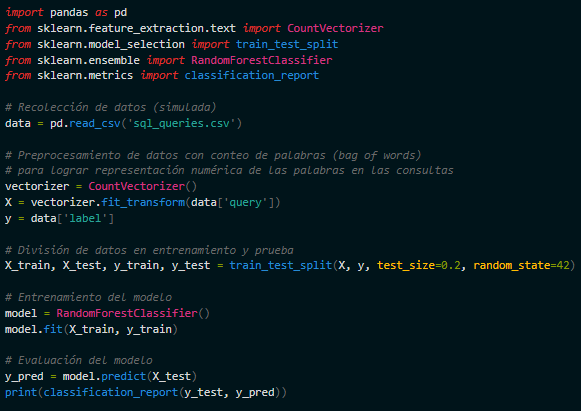 import pandas as pd
from sklearn.feature_extraction.text import CountVectorizer
from sklearn.model_selection import train_test_split
from sklearn.ensemble import RandomForestClassifier
from sklearn.metrics import classification_report
# Recolección de datos (simulada)
data = pd.read_csv('sql_queries.csv')
# Preprocesamiento de datos con conteo de palabras (bag of words)
# para lograr representación numérica de las palabras en las consultas
vectorizer = CountVectorizer()
X = vectorizer.fit_transform(data['query'])
y = data['label']
# División de datos en entrenamiento y prueba
X_train, X_test, y_train, y_test = train_test_split(X, y, test_size=0.2, random_state=42)
# Entrenamiento del modelo
model = RandomForestClassifier()
model.fit(X_train, y_train)
# Evaluación del modelo
y_pred = model.predict(X_test)
print(classification_report(y_test, y_pred))